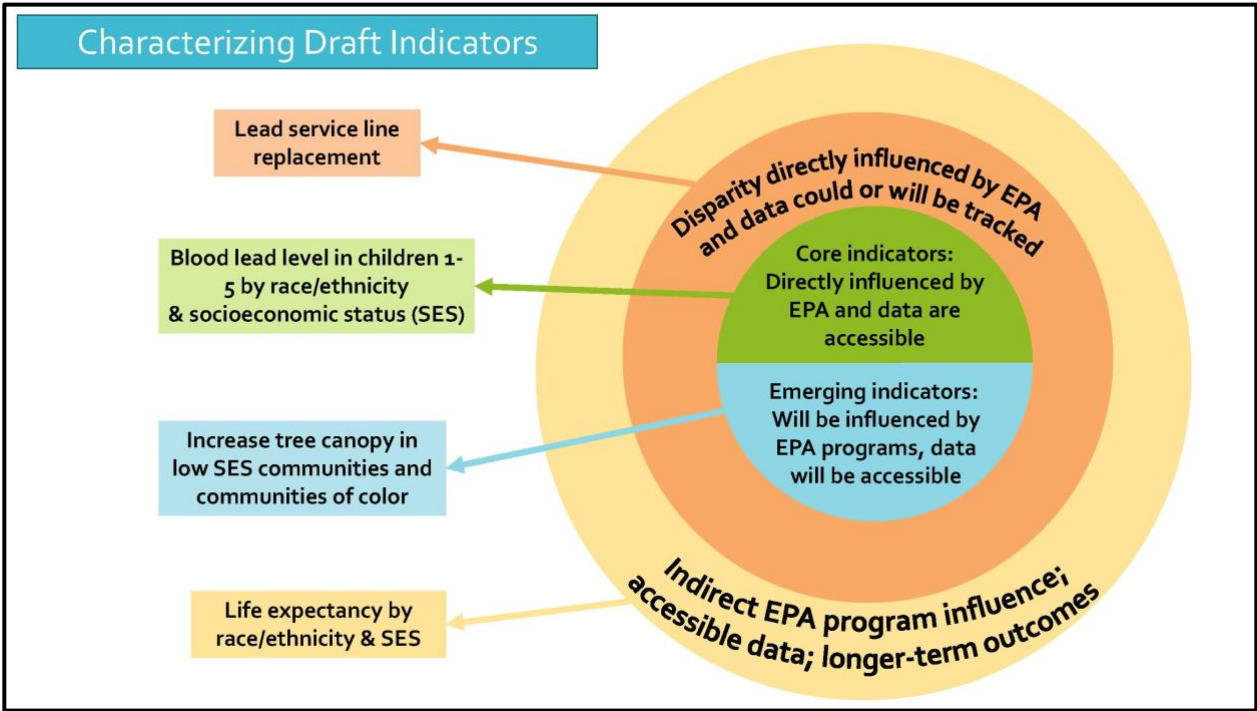 Characterizing Draft Indicators
Lead service line
replacement
Blood lead level in children 1-
5 by race/ethnicity
& socioeconomic status (SES)
Increase tree canopy in
low SES communities and
communities of color
Life expectancy by
race/ethnicity & SES
Disparity directly influenced by EPA
and data could or will be tracked
Core indicators:
Directly influenced by
EPA and data are
accessible
Emerging indicators:
Will be influenced by
EPA programs, data
will be accessible
Indirect EPA program influence;
accessible data; longer-term outcomes